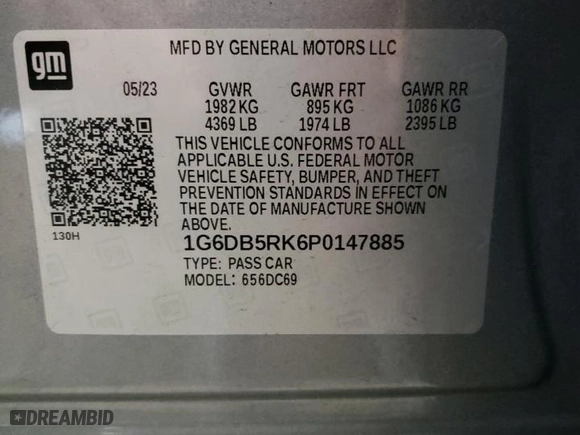 gm
MFD BY GENERAL MOTORS LLC
05/23 GVWR GAWR FRT GAWR RR
1982 KG 895 KG 1086 KG
4369 LB 1974 LB 2395 LB
THIS VEHICLE CONFORMS TO ALL
APPLICABLE U.S. FEDERAL MOTOR
VEHICLE SAFETY, BUMPER, AND THEFT
PREVENTION STANDARDS IN EFFECT ON
THE DATE OF MANUFACTURE SHOWN
ABOVE.
130H
1G6DB5RK6P0147885
TYPE: PASS CAR
MODEL: 656DC69
DREAMBID